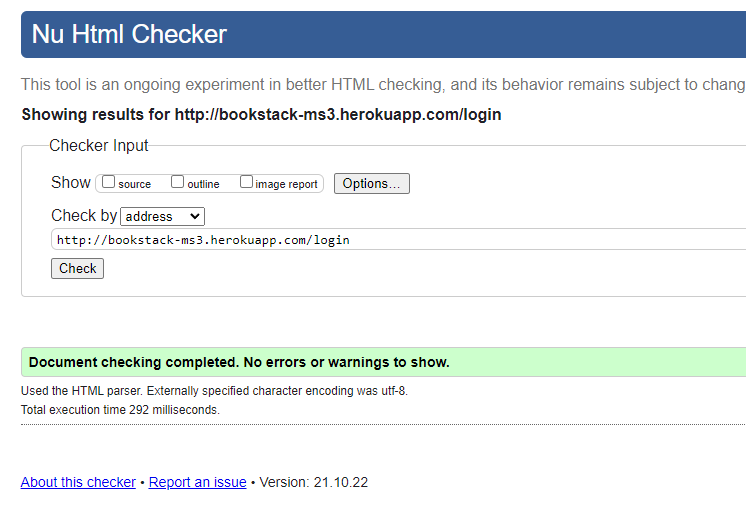 Nu Html Checker
This tool is an ongoing experiment in better HTML checking, and its behavior remains subject to chang
Showing results for http://bookstack-ms3.herokuapp.com/login
Checker Input
Show source outline image report Options...
Check by address
http://bookstack-ms3.herokuapp.com/login
Check
Document checking completed. No errors or warnings to show.
Used the HTML parser. Externally specified character encoding was utf-8.
Total execution time 292 milliseconds.
About this checker • Report an issue • Version: 21.10.22